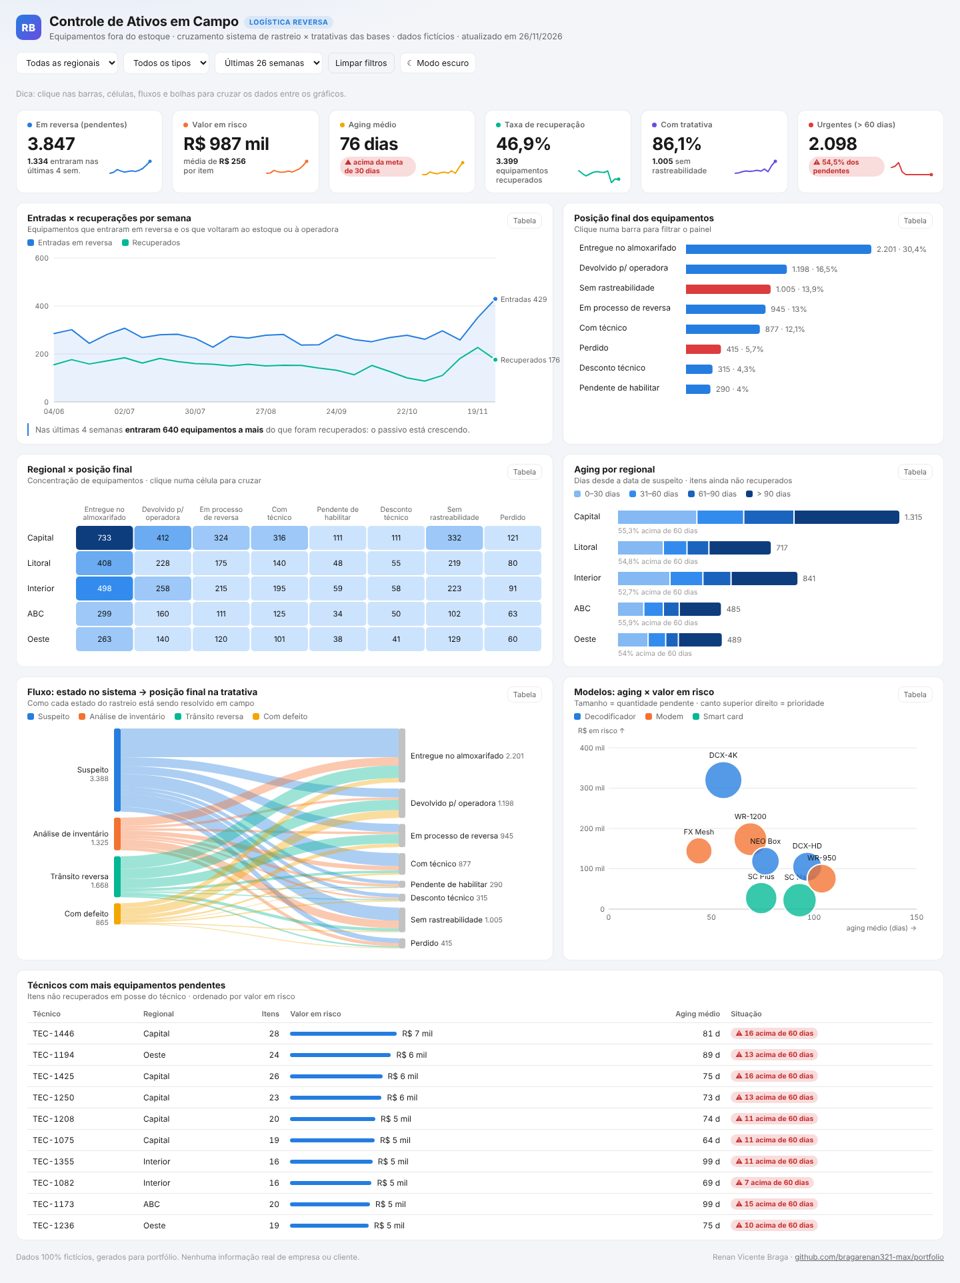 RB
Controle de Ativos em Campo
LOGÍSTICA REVERSA
Equipamentos fora do estoque · cruzamento sistema de rastreio × tratativas das bases · dados fictícios · atualizado em 26/11/2026
Todas as regionais
Todos os tipos
Últimas 26 semanas
Limpar filtros
Modo escuro
Dica: clique nas barras, células, fluxos e bolhas para cruzar os dados entre os gráficos.
Em reversa (pendentes)
3.847
1.334 entraram nas
últimas 4 sem.
Valor em risco
R$ 987 mil
média de R$ 256
por item
Aging médio
76 dias
acima da meta
de 30 dias
Taxa de recuperação
46,9%
3.399
equipamentos
recuperados
Com tratativa
86,1%
1.005 sem
rastreabilidade
Urgentes (> 60 dias)
2.098
54,5% dos
pendentes
Entradas × recuperações por semana
Equipamentos que entraram em reversa e os que voltaram ao estoque ou à operadora
Tabela
Entradas em reversa
Recuperados
600
400
200
0
Entradas 429
Recuperados 176
04/06
02/07
30/07
27/08
24/09
22/10
19/11
Nas últimas 4 semanas entraram 640 equipamentos a mais do que foram recuperados: o passivo está crescendo.
Posição final dos equipamentos
Clique numa barra para filtrar o painel
Tabela
Entregue no almoxarifado 2.201 · 30,4%
Devolvido p/ operadora 1.198 · 16,5%
Sem rastreabilidade 1.005 · 13,9%
Em processo de reversa 945 · 13%
Com técnico 877 · 12,1%
Perdido 415 · 5,7%
Desconto técnico 315 · 4,3%
Pendente de habilitar 290 · 4%
Regional × posição final
Concentração de equipamentos · clique numa célula para cruzar
Tabela
Entregue no
almoxarifado
Devolvido p/
operadora
Em processo
de reversa
Com
técnico
Pendente de
habilitar
Desconto
técnico
Sem
rastreabilidade
Perdido
Capital 733 412 324 316 111 111 332 121
Litoral 408 228 175 140 48 55 219 80
Interior 498 258 215 195 59 58 223 91
ABC 299 160 111 125 34 50 102 63
Oeste 263 140 120 101 38 41 129 60
Aging por regional
Dias desde a data de suspeito · itens ainda não recuperados
Tabela
0–30 dias
31–60 dias
61–90 dias
> 90 dias
Capital 1.315
55,3% acima de 60 dias
Litoral 717
54,8% acima de 60 dias
Interior 841
52,7% acima de 60 dias
ABC 485
55,9% acima de 60 dias
Oeste 489
54% acima de 60 dias
Fluxo: estado no sistema → posição final na tratativa
Como cada estado do rastreio está sendo resolvido em campo
Tabela
Suspeito
Análise de inventário
Trânsito reversa
Com defeito
Suspeito
3.388
Análise de inventário
1.325
Trânsito reversa
1.668
Com defeito
865
Entregue no almoxarifado 2.201
Devolvido p/ operadora 1.198
Em processo de reversa 945
Com técnico 877
Pendente de habilitar 290
Desconto técnico 315
Sem rastreabilidade 1.005
Perdido 415
Modelos: aging × valor em risco
Tamanho = quantidade pendente · canto superior direito = prioridade
Tabela
Decodificador
Modem
Smart card
R$ em risco ↑
400 mil
300 mil
200 mil
100 mil
0
DCX-4K
WR-1200
FX Mesh
NEO Box
DCX-HD
WR-950
SC Plus
SC
0
50
100
150
aging médio (dias) →
Técnicos com mais equipamentos pendentes
Itens não recuperados em posse do técnico · ordenado por valor em risco
Técnico Regional Itens Valor em risco Aging médio Situação
TEC-1446 Capital 28 R$ 7 mil 81 d 16 acima de 60 dias
TEC-1194 Oeste 24 R$ 6 mil 89 d 13 acima de 60 dias
TEC-1425 Capital 26 R$ 6 mil 75 d 16 acima de 60 dias
TEC-1250 Capital 23 R$ 6 mil 73 d 13 acima de 60 dias
TEC-1208 Capital 20 R$ 5 mil 74 d 11 acima de 60 dias
TEC-1075 Capital 19 R$ 5 mil 64 d 11 acima de 60 dias
TEC-1355 Interior 16 R$ 5 mil 99 d 11 acima de 60 dias
TEC-1082 Interior 16 R$ 5 mil 69 d 7 acima de 60 dias
TEC-1173 ABC 20 R$ 5 mil 99 d 15 acima de 60 dias
TEC-1236 Oeste 19 R$ 5 mil 75 d 10 acima de 60 dias
Dados 100% fictícios, gerados para portfólio. Nenhuma informação real de empresa ou cliente.
Renan Vicente Braga · github.com/bragarenan321-max/portfolio